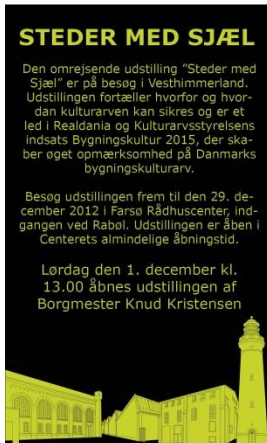 STEDER MED SJÆL
Den omrejsende udstilling "Steder med
Sjæl" er på besøg i Vesthimmerland.
Udstillingen fortæller hvorfor og hvor-
dan kulturarven kan sikres og er et
led i Realdania og Kulturarvsstyrelsens
indsats Bygningskultur 2015, der ska-
ber øget opmærksomhed på Danmarks
bygningskulturarv.
Besøg udstillingen frem til den 29. de-
cember 2012 i Farsø Rådhuscenter, ind-
gangen ved Rabøl. Udstillingen er åben i
Centerets almindelige åbningstid.
Lørdag den 1. december kl.
13.00 åbnes udstillingen af
Borgmester Knud Kristensen